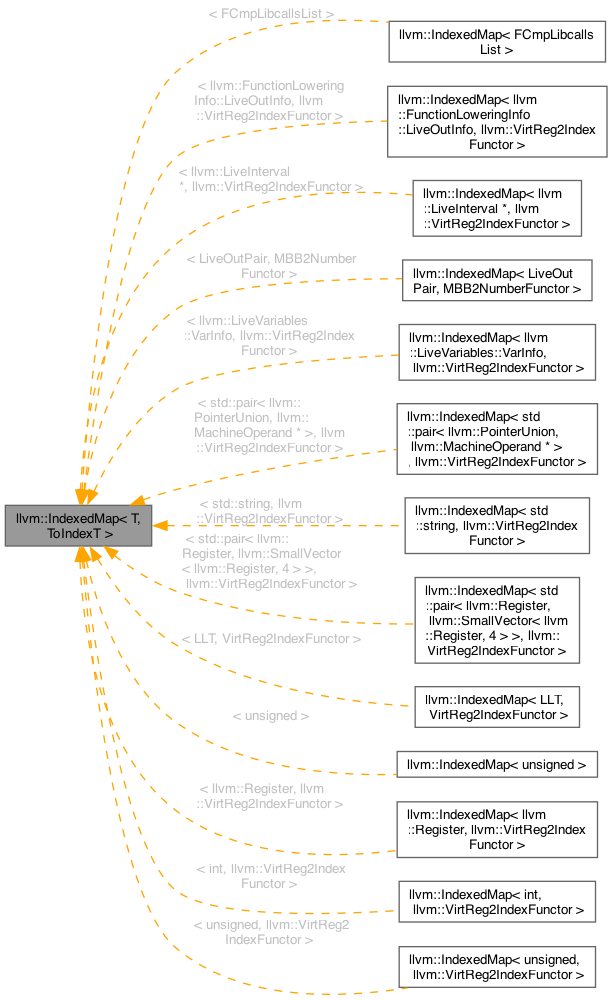 < FCmpLibcallsList >
llvm::IndexedMap< FCmpLibcalls
List >
< llvm::FunctionLowering
Info::LiveOutInfo, llvm
::VirtReg2IndexFunctor >
llvm::IndexedMap< llvm
::FunctionLoweringInfo
::LiveOutInfo, llvm::VirtReg2Index
Functor >
< llvm::LiveInterval
*, llvm::VirtReg2IndexFunctor >
llvm::IndexedMap< llvm
::LiveInterval *, llvm
::VirtReg2IndexFunctor >
< LiveOutPair, MBB2Number
Functor >
llvm::IndexedMap< LiveOut
Pair, MBB2NumberFunctor >
< llvm::LiveVariables
::VarInfo, llvm::VirtReg2Index
Functor >
llvm::IndexedMap< llvm
::LiveVariables::VarInfo,
llvm::VirtReg2IndexFunctor >
< std::pair< llvm::
PointerUnion, llvm::
MachineOperand * >, llvm
::VirtReg2IndexFunctor >
llvm::IndexedMap< std
::pair< llvm::PointerUnion,
llvm::MachineOperand * >
, llvm::VirtReg2IndexFunctor >
llvm::IndexedMap< T,
ToIndexT >
< std::string, llvm
::VirtReg2IndexFunctor >
llvm::IndexedMap< std
::string, llvm::VirtReg2Index
Functor >
< std::pair< llvm::
Register, llvm::SmallVector
< llvm::Register, 4 > >,
llvm::VirtReg2IndexFunctor >
llvm::IndexedMap< std
::pair< llvm::Register,
llvm::SmallVector< llvm
::Register, 4 > >, llvm::
VirtReg2IndexFunctor >
< LLT, VirtReg2IndexFunctor >
llvm::IndexedMap< LLT,
VirtReg2IndexFunctor >
< unsigned >
llvm::IndexedMap< unsigned >
< llvm::Register, llvm
::VirtReg2IndexFunctor >
llvm::IndexedMap< llvm
::Register, llvm::VirtReg2Index
Functor >
< int, llvm::VirtReg2Index
Functor >
llvm::IndexedMap< int,
llvm::VirtReg2IndexFunctor >
< unsigned, llvm::VirtReg2
IndexFunctor >
llvm::IndexedMap< unsigned,
llvm::VirtReg2IndexFunctor >